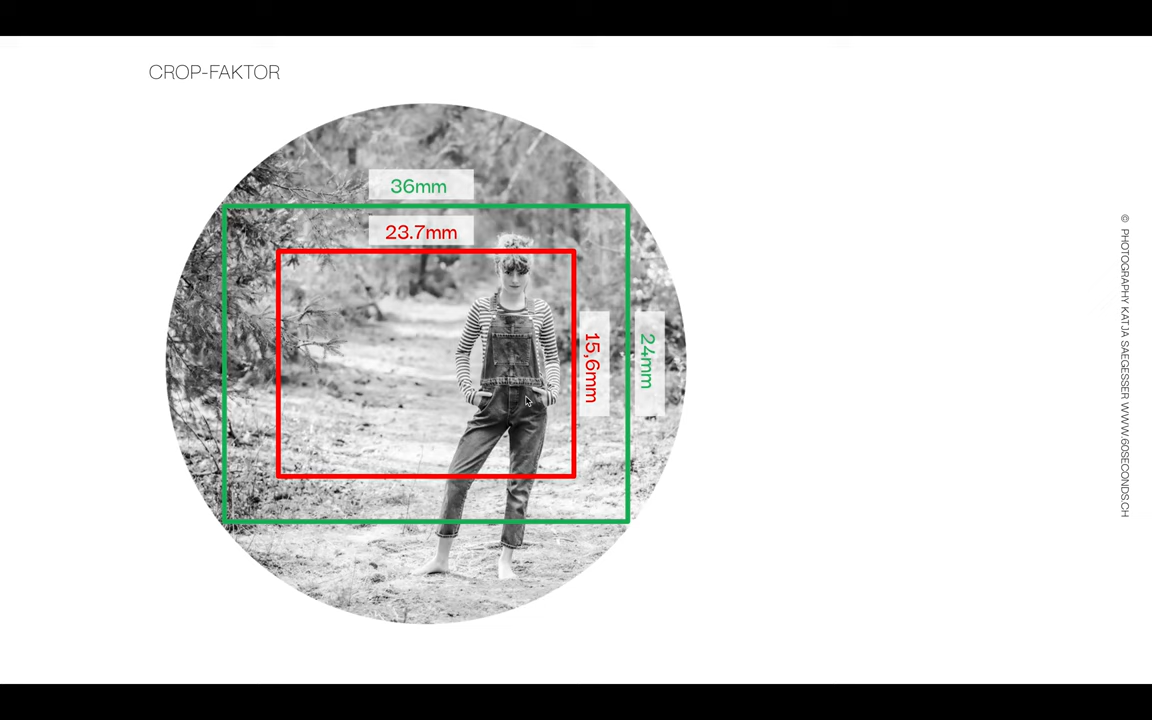 CROP-FAKTOR
36mm
23.7mm
15,6mm
24mm
© PHOTOGRAPHY KATJA SAEGESSER WWW.60SECONDS.CH